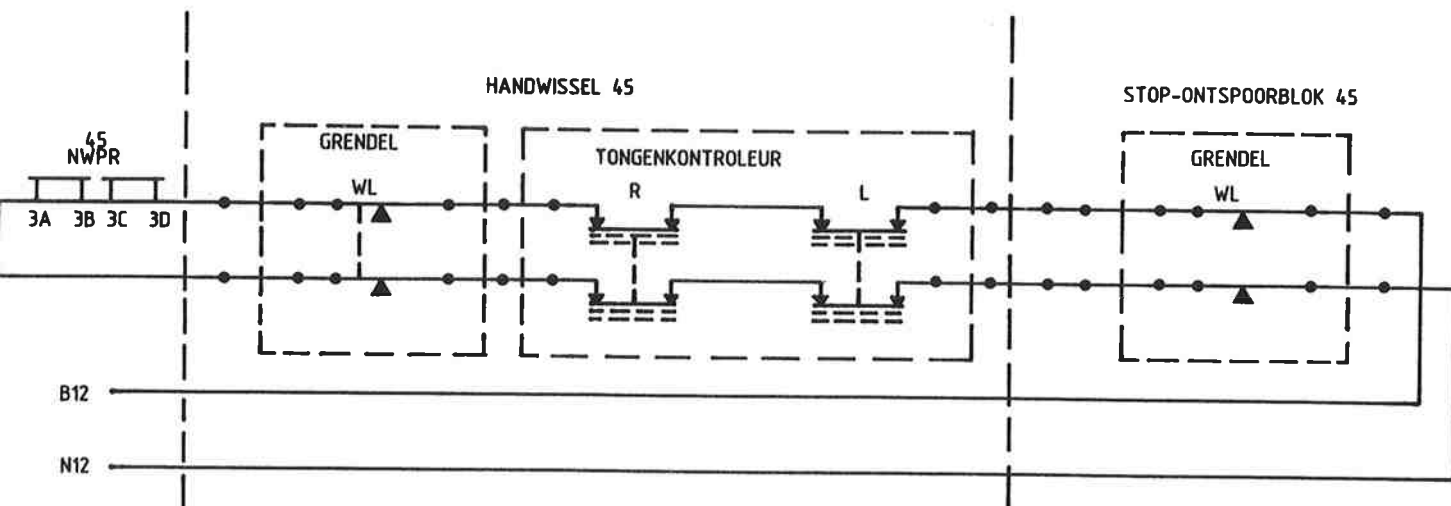 HANDWISSEL 45
STOP-ONTSPOORBLOK 45
45
NWPR
GRENDEL
TONGENKONTROLEUR
GRENDEL
WL
R
L
WL
3A 3B 3C 3D
B12
N12